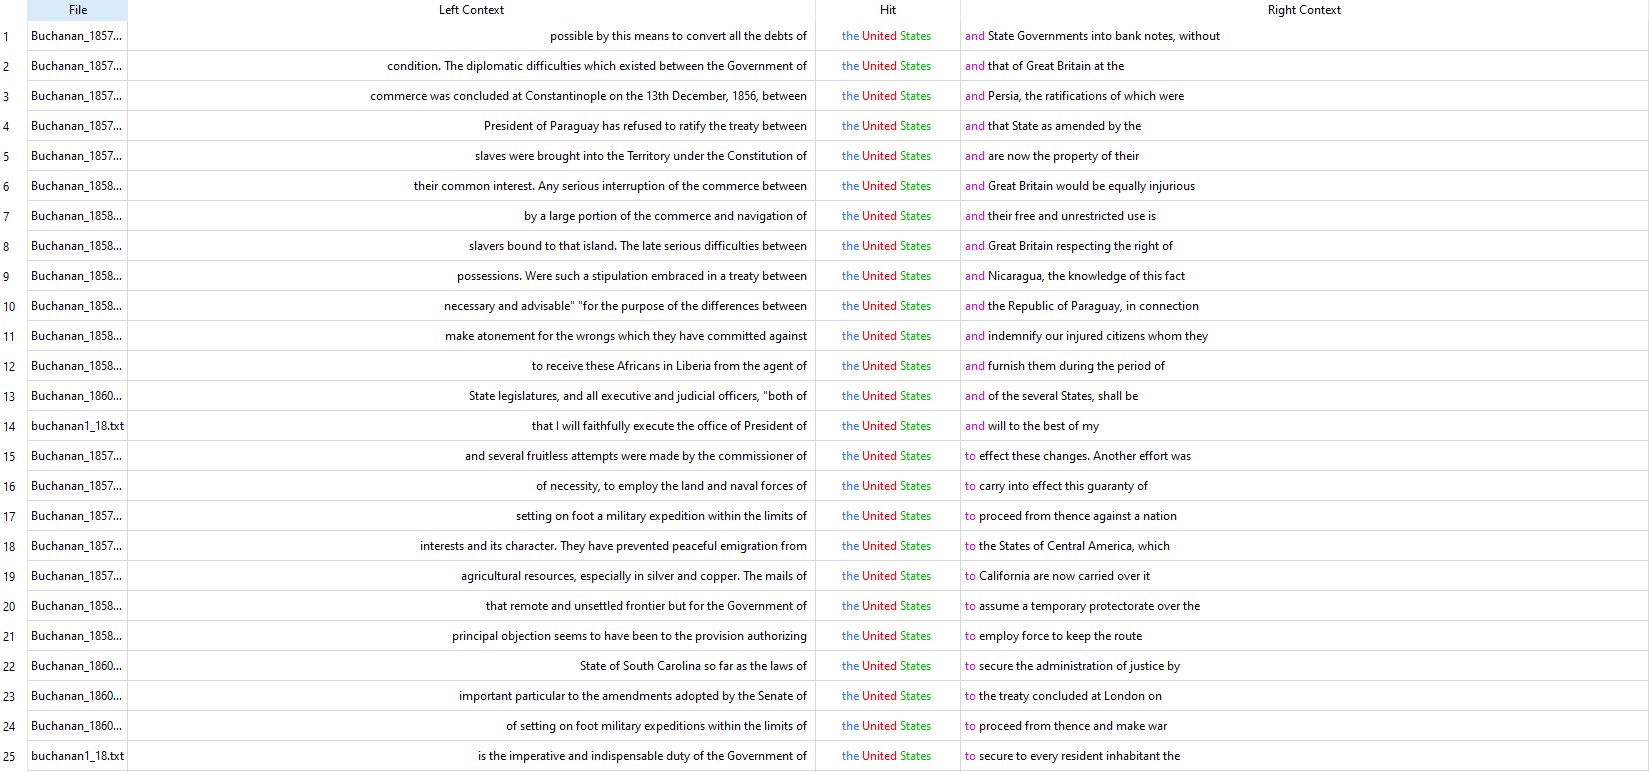 File Left Context Hit Right Context
1 Buchanan_1857... possible by this means to convert all the debts of the United States and State Governments into bank notes, without
2 Buchanan_1857... condition. The diplomatic difficulties which existed between the Government of the United States and that of Great Britain at the
3 Buchanan_1857... commerce was concluded at Constantinople on the 13th December, 1856, between the United States and Persia, the ratifications of which were
4 Buchanan_1857... President of Paraguay has refused to ratify the treaty between the United States and that State as amended by the
5 Buchanan_1857... slaves were brought into the Territory under the Constitution of the United States and are now the property of their
6 Buchanan_1858... their common interest. Any serious interruption of the commerce between the United States and Great Britain would be equally injurious
7 Buchanan_1858... by a large portion of the commerce and navigation of the United States and their free and unrestricted use is
8 Buchanan_1858... slavers bound to that island. The late serious difficulties between the United States and Great Britain respecting the right of
9 Buchanan_1858... possessions. Were such a stipulation embraced in a treaty between the United States and Nicaragua, the knowledge of this fact
10 Buchanan_1858... necessary and advisable" "for the purpose of the differences between the United States and the Republic of Paraguay, in connection
11 Buchanan_1858... make atonement for the wrongs which they have committed against the United States and indemnify our injured citizens whom they
12 Buchanan_1858... to receive these Africans in Liberia from the agent of the United States and furnish them during the period of
13 Buchanan_1860... State legislatures, and all executive and judicial officers, "both of the United States and of the several States, shall be
14 buchanan1_18.txt that I will faithfully execute the office of President of the United States and will to the best of my
15 Buchanan_1857... and several fruitless attempts were made by the commissioner of the United States to effect these changes. Another effort was
16 Buchanan_1857... of necessity, to employ the land and naval forces of the United States to carry into effect this guaranty of
17 Buchanan_1857... setting on foot a military expedition within the limits of the United States to proceed from thence against a nation
18 Buchanan_1857... interests and its character. They have prevented peaceful emigration from the United States to the States of Central America, which
19 Buchanan_1857... agricultural resources, especially in silver and copper. The mails of the United States to California are now carried over it
20 Buchanan_1858... that remote and unsettled frontier but for the Government of the United States to assume a temporary protectorate over the
21 Buchanan_1858... principal objection seems to have been to the provision authorizing the United States to employ force to keep the route
22 Buchanan_1860... State of South Carolina so far as the laws of the United States to secure the administration of justice by
23 Buchanan_1860... important particular to the amendments adopted by the Senate of the United States to the treaty concluded at London on
24 Buchanan_1860... of setting on foot military expeditions within the limits of the United States to proceed from thence and make war
25 buchanan1_18.txt is the imperative and indispensable duty of the Government of the United States to secure to every resident inhabitant the